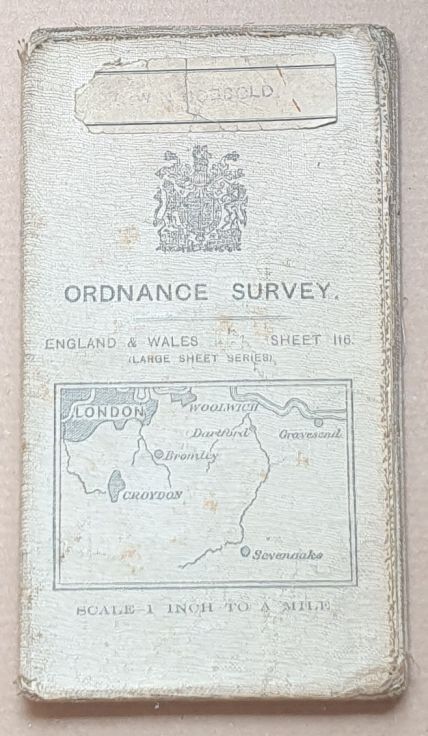 ORDNANCE SURVEY.
ENGLAND & WALES SHEET 116.
(LARGE SHEET SERIES)
LONDON
WOOLWICH
Dartford
Gravesend
Bromley
CROYDON
Sevenoaks
SCALE-1 INCH TO A MILE